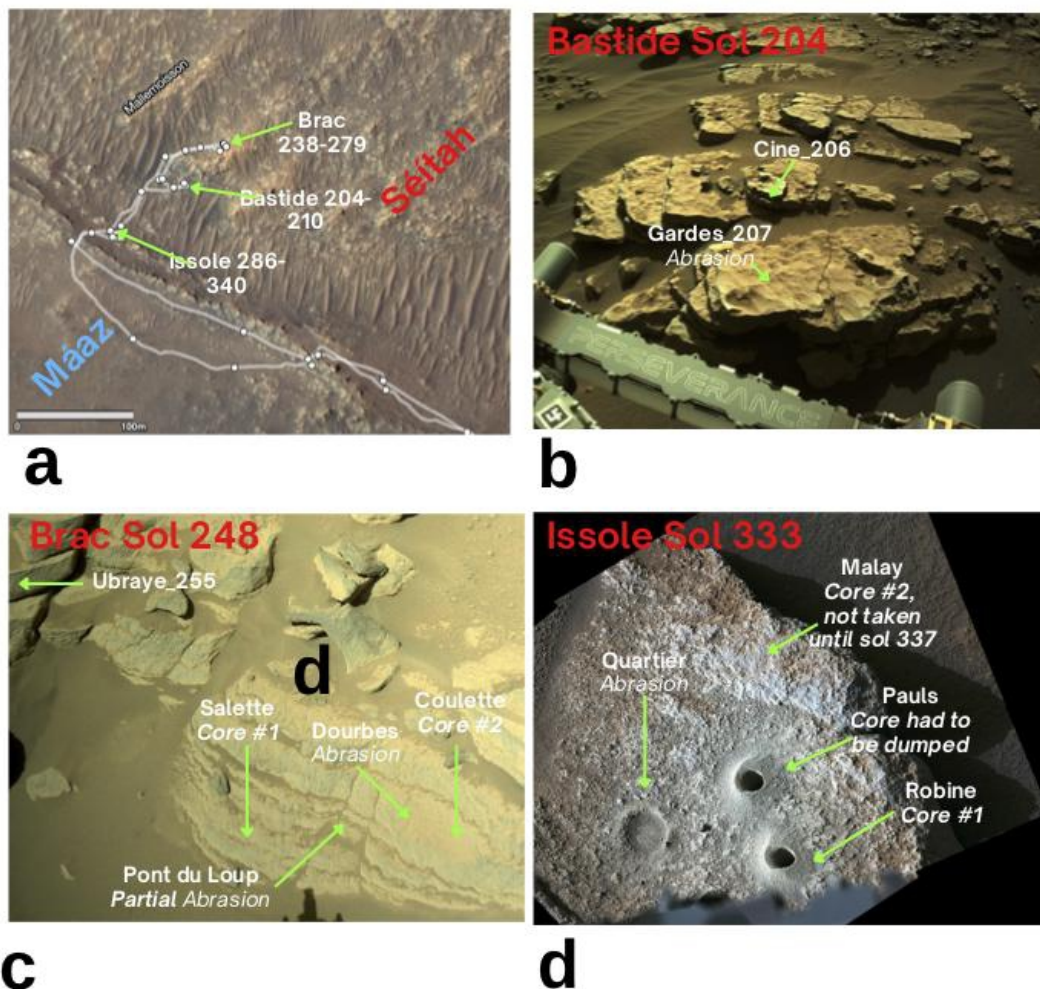 Mallemoisson
Brac
238-279
Séítah
Bastide 204-
210
issole 286-
340
Máaz
100m
a
Bastide Sol 204
Cine_206
Gardes_207
Abrasion
PERSEVERANCE
b
Brac Sol 248
Ubraye_255
d
Salette
Core #1
Dourbes
Abrasion
Coulette
Core #2
Pont du Loup
Partial Abrasion
c
Issole Sol 333
Malay
Core #2,
not taken
until sol 337
Quartier
Abrasion
Pauls
Core had to
be dumped
Robine
Core #1
d